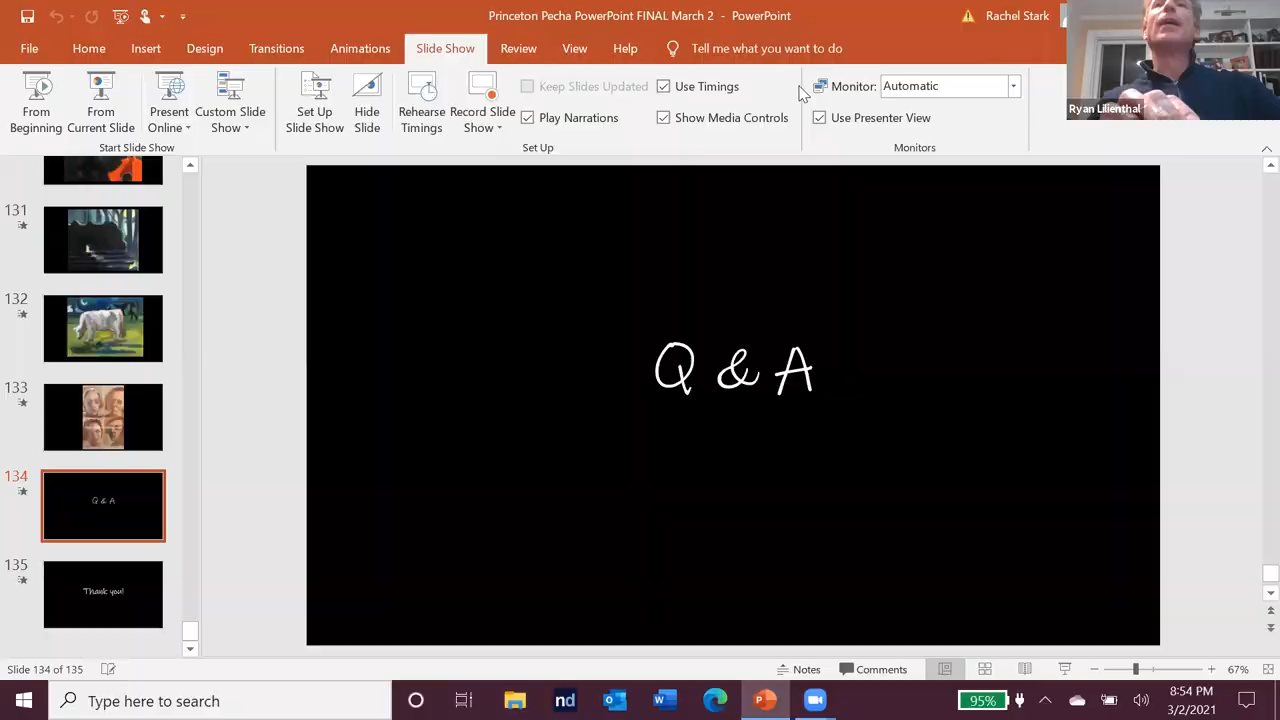 Princeton Pecha PowerPoint FINAL March 2 - PowerPoint
Rachel Stark
File Home Insert Design Transitions Animations Slide Show Review View Help Tell me what you want to do
From Beginning
From Current Slide
Present Online
Custom Slide Show
Start Slide Show
Set Up Slide Show
Hide Slide
Rehearse Timings
Record Slide Show
Keep Slides Updated
Use Timings
Play Narrations
Show Media Controls
Set Up
Monitor: Automatic
Use Presenter View
Monitors
Ryan Lilienthal
131
132
133
134
Q & A
135
Thank you!
Q & A
Slide 134 of 135
Notes
Comments
67%
Type here to search
nd
95%
8:54 PM
3/2/2021